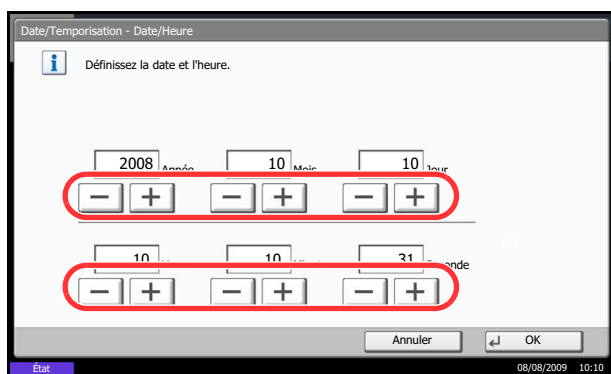 Date/Temporisation - Date/Heure
Définissez la date et l'heure.
2008 Année 10 Mois 10 Jour
− + − + − +
10 10 31
− + − + − +
Annuler OK
État 08/08/2009 10:10